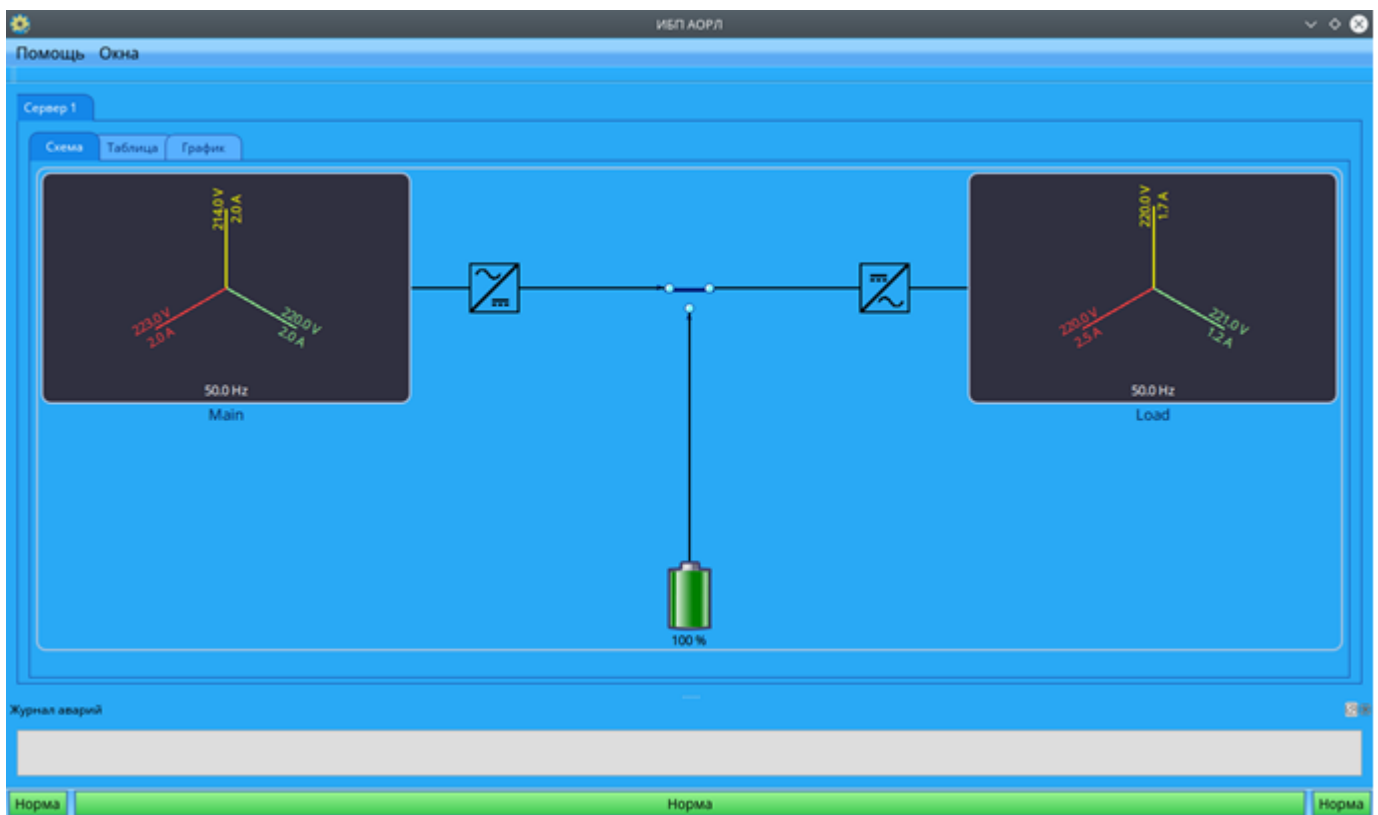 ИБП АОРЛ
Помощь Окна
Сервер 1
Схема Таблица График
214.0 V
2.0 A
223.0 V
2.0 A
220.0 V
2.0 A
50.0 Hz
Main
220.0 V
1.7 A
220.0 V
2.5 A
221.0 V
1.2 A
50.0 Hz
Load
100 %
Журнал аварий
Норма Норма Норма